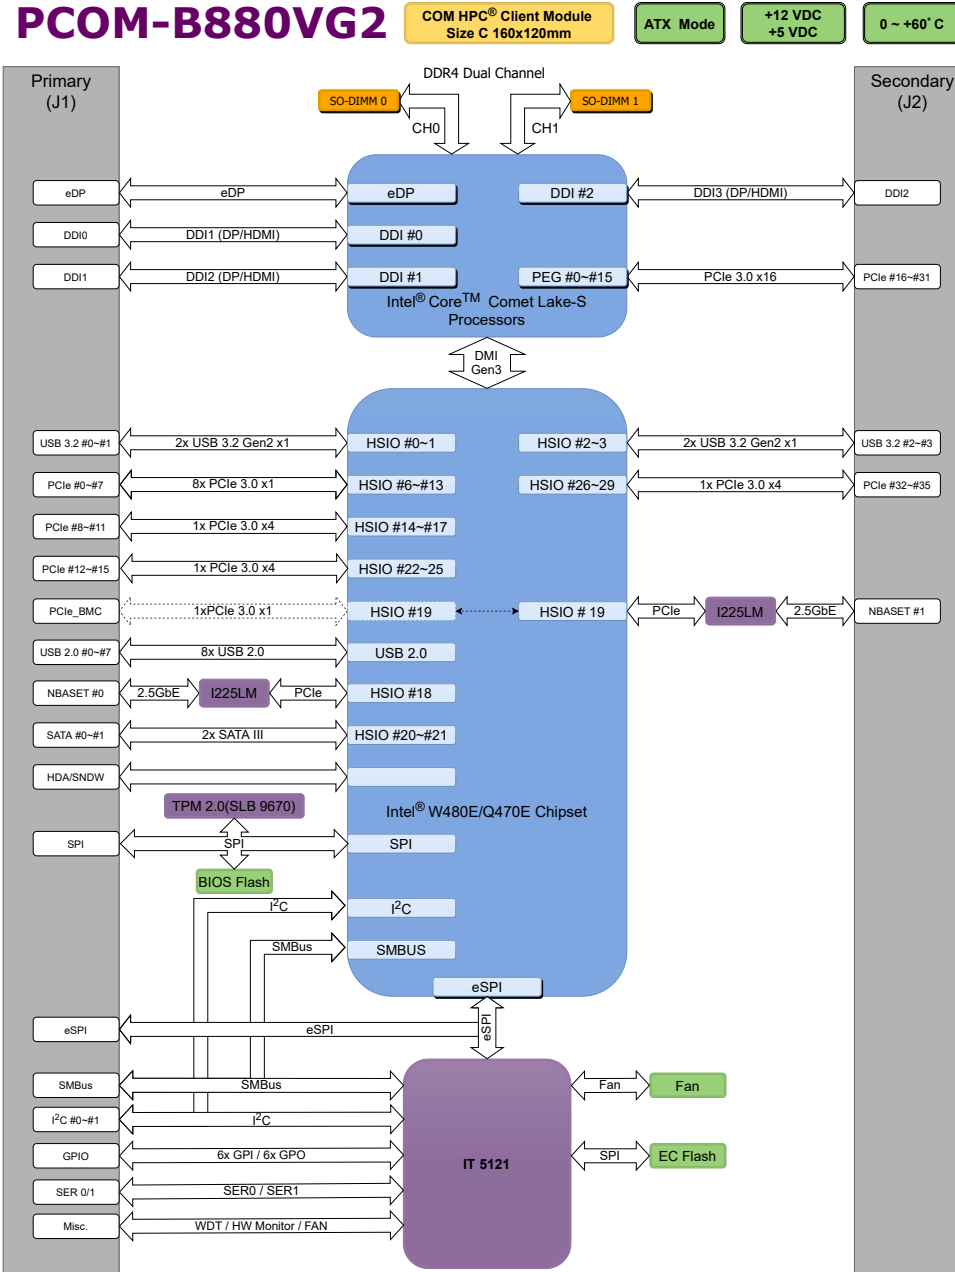 PCOM-B880VG2
COM HPC® Client Module
Size C 160x120mm
ATX Mode
+12 VDC
+5 VDC
0 ~ +60° C
Primary
(J1)
Secondary
(J2)
DDR4 Dual Channel
SO-DIMM 0
SO-DIMM 1
CH0
CH1
eDP
eDP
eDP
DDI #2
DDI3 (DP/HDMI)
DDI2
DDI0
DDI1 (DP/HDMI)
DDI #0
DDI1
DDI2 (DP/HDMI)
DDI #1
PEG #0~#15
PCIe 3.0 x16
PCIe #16~#31
Intel® Core™ Comet Lake-S
Processors
DMI
Gen3
USB 3.2 #0~#1
2x USB 3.2 Gen2 x1
HSIO #0~1
HSIO #2~3
2x USB 3.2 Gen2 x1
USB 3.2 #2~#3
PCIe #0~#7
8x PCIe 3.0 x1
HSIO #6~#13
HSIO #26~29
1x PCIe 3.0 x4
PCIe #32~#35
PCIe #8~#11
1x PCIe 3.0 x4
HSIO #14~#17
PCIe #12~#15
1x PCIe 3.0 x4
HSIO #22~25
PCIe_BMC
1xPCIe 3.0 x1
HSIO #19
HSIO # 19
PCIe
I225LM
2.5GbE
NBASET #1
USB 2.0 #0~#7
8x USB 2.0
USB 2.0
NBASET #0
2.5GbE
I225LM
PCIe
HSIO #18
SATA #0~#1
2x SATA III
HSIO #20~#21
HDA/SNDW
TPM 2.0(SLB 9670)
Intel® W480E/Q470E Chipset
SPI
SPI
SPI
BIOS Flash
I²C
I²C
SMBus
SMBUS
eSPI
eSPI
eSPI
eSPI
SMBus
SMBus
Fan
Fan
I²C #0~#1
I²C
GPIO
6x GPI / 6x GPO
IT 5121
SPI
EC Flash
SER 0/1
SER0 / SER1
Misc.
WDT / HW Monitor / FAN